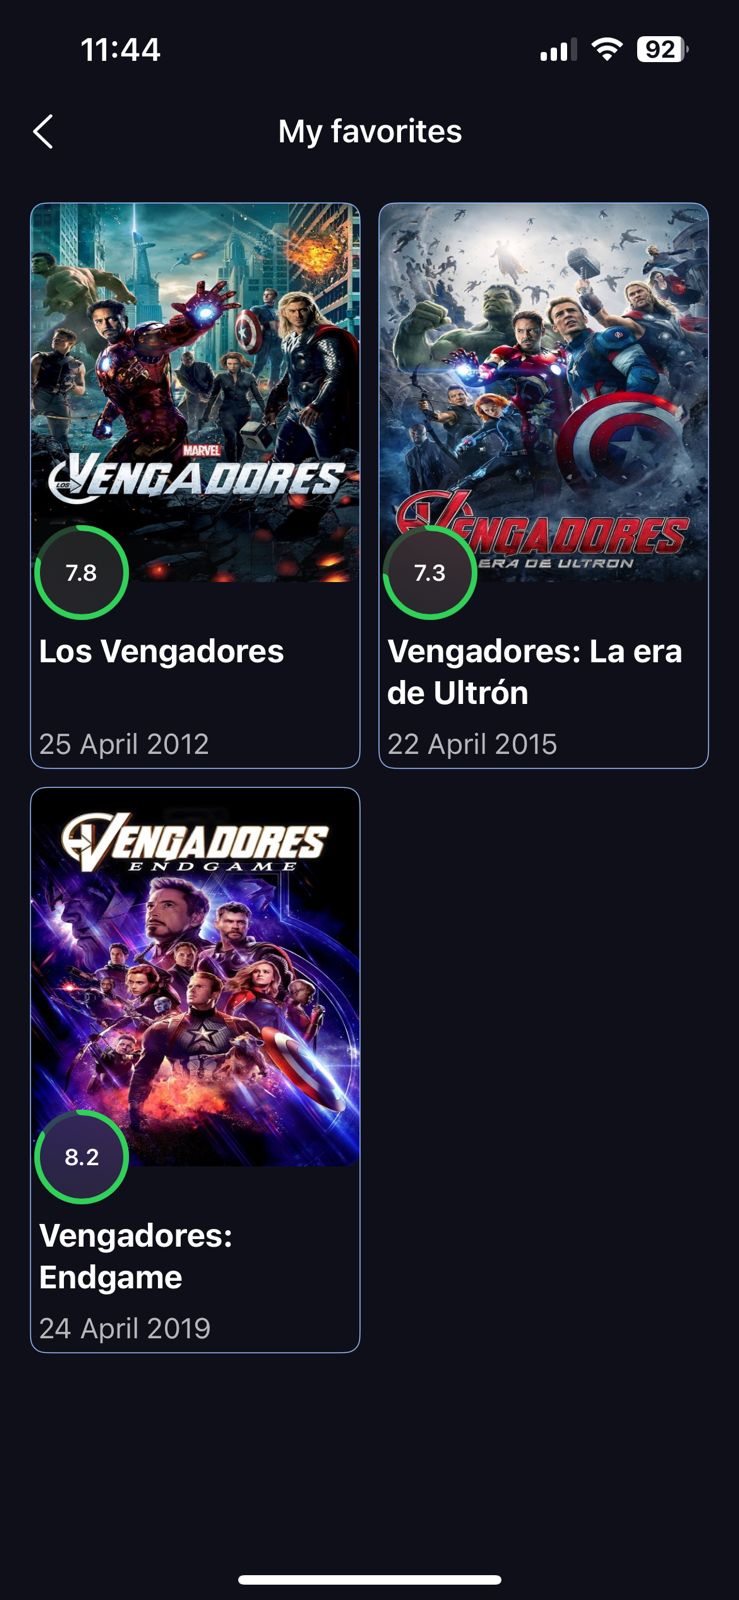 11:44
92
My favorites
MARVEL
LOS VENGADORES
7.8
Los Vengadores
25 April 2012
VENGADORES
ERA DE ULTRON
7.3
Vengadores: La era
de Ultrón
22 April 2015
VENGADORES
ENDGAME
8.2
Vengadores:
Endgame
24 April 2019